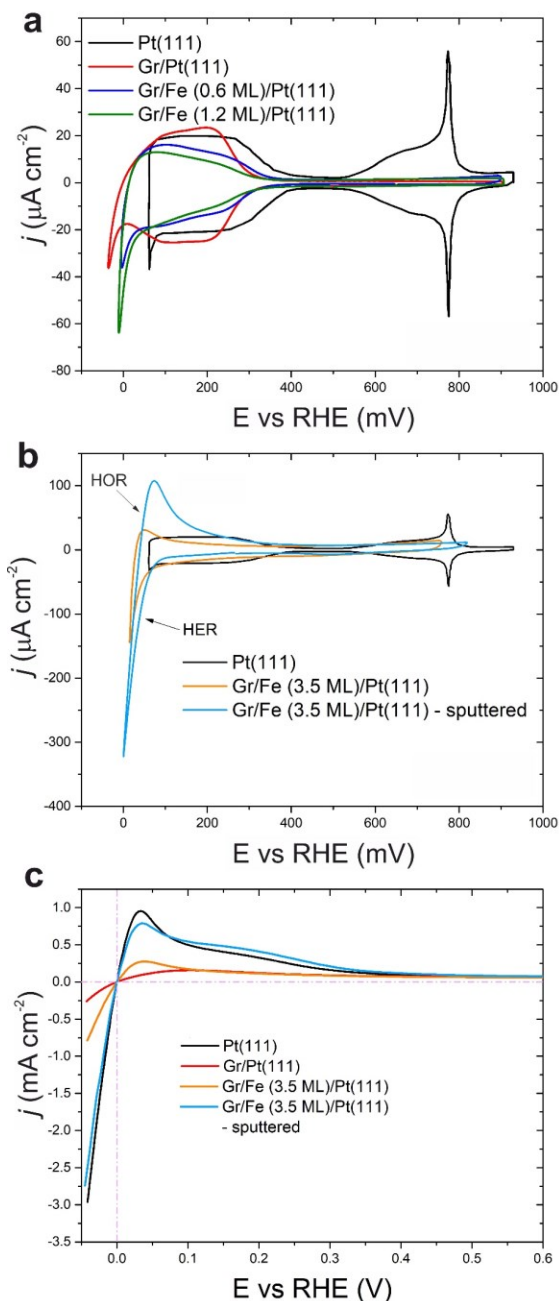 a
Pt(111)
Gr/Pt(111)
Gr/Fe (0.6 ML)/Pt(111)
Gr/Fe (1.2 ML)/Pt(111)
j (μA cm-2)
60
40
20
0
-20
-40
-60
-80
0 200 400 600 800 1000
E vs RHE (mV)
b
HOR
HER
Pt(111)
Gr/Fe (3.5 ML)/Pt(111)
Gr/Fe (3.5 ML)/Pt(111) - sputtered
j (μA cm-2)
100
0
-100
-200
-300
-400
0 200 400 600 800 1000
E vs RHE (mV)
c
Pt(111)
Gr/Pt(111)
Gr/Fe (3.5 ML)/Pt(111)
Gr/Fe (3.5 ML)/Pt(111)
- sputtered
j (mA cm-2)
1.0
0.5
0.0
-0.5
-1.0
-1.5
-2.0
-2.5
-3.0
-3.5
0.0 0.1 0.2 0.3 0.4 0.5 0.6
E vs RHE (V)